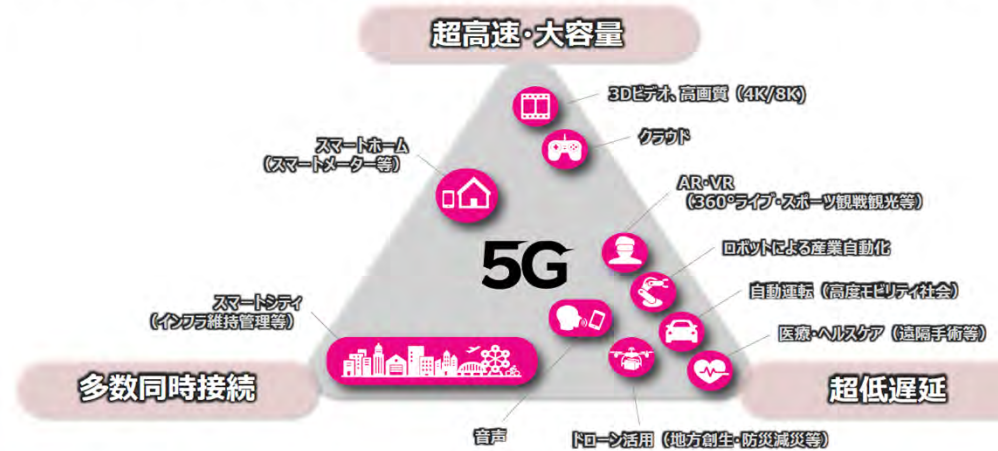 超高速・大容量
3Dビデオ、高画質（4K/8K)
クラウド
スマートホーム
（スマートメーター等）
AR・VR
（360°ライブ・スポーツ観戦観光等）
5G
ロボットによる産業自動化
自動運転（高度モビリティ社会）
スマートシティ
（インフラ維持管理等）
医療・ヘルスケア（遠隔手術等）
多数同時接続
超低遅延
音声
ドローン活用（地方創生・防災減災等）